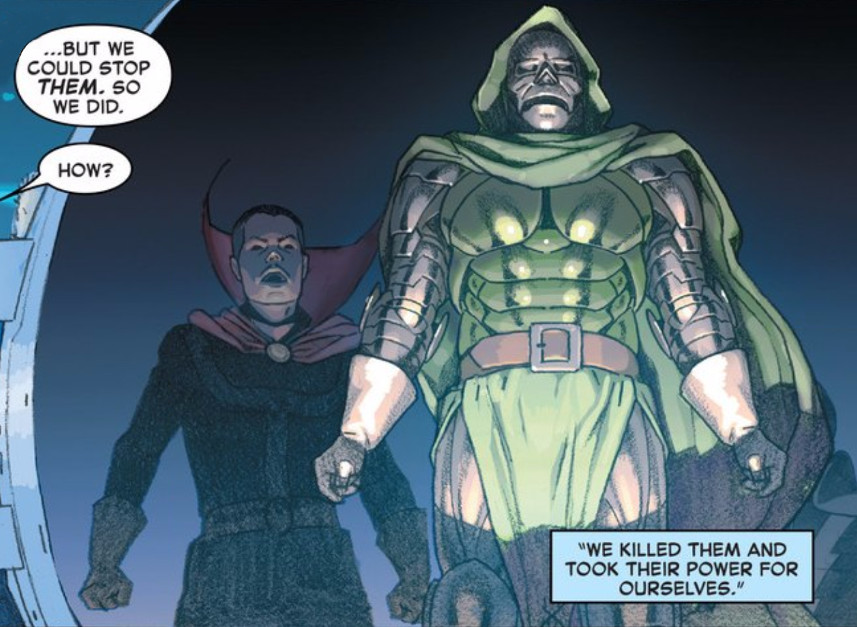 ...BUT WE
COULD STOP
THEM. SO
WE DID.
HOW?
"WE KILLED THEM AND
TOOK THEIR POWER FOR
OURSELVES."